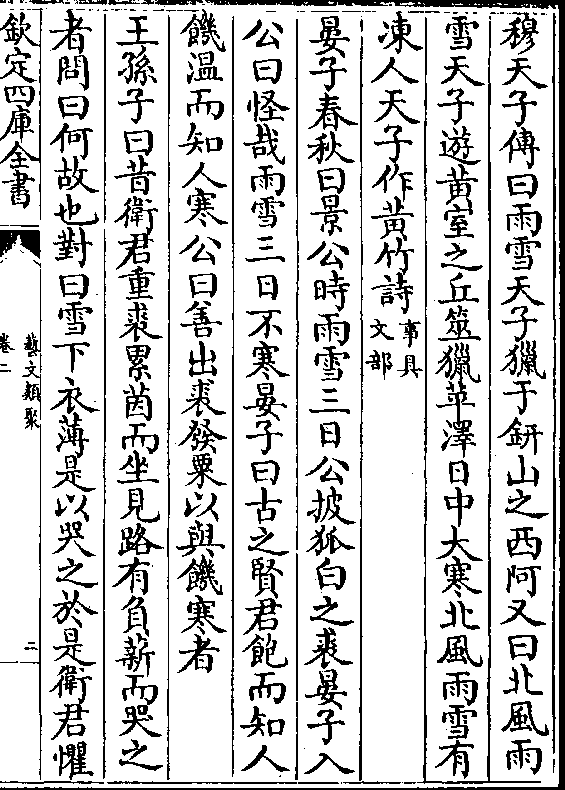 穆天子傳曰雨雪天子獵于鈃山之西阿又曰北風雨
雪天子遊黄室之丘筮獵苹澤日中大寒北風雨雪有
凍人天子作黄竹詩事具
文部
晏子春秋曰景公時雨雪三日公披狐白之裘晏子入
公曰怪哉雨雪三日不寒晏子曰古之賢君飽而知人
饑温而知人寒公曰善出裘發粟以與饑寒者
王孫子曰昔衛君重裘累茵而坐見路有負薪而哭之
者問曰何故也對曰雪下衣薄是以哭之於是衛君懼
欽定四庫全書
藝文類聚
卷二
二